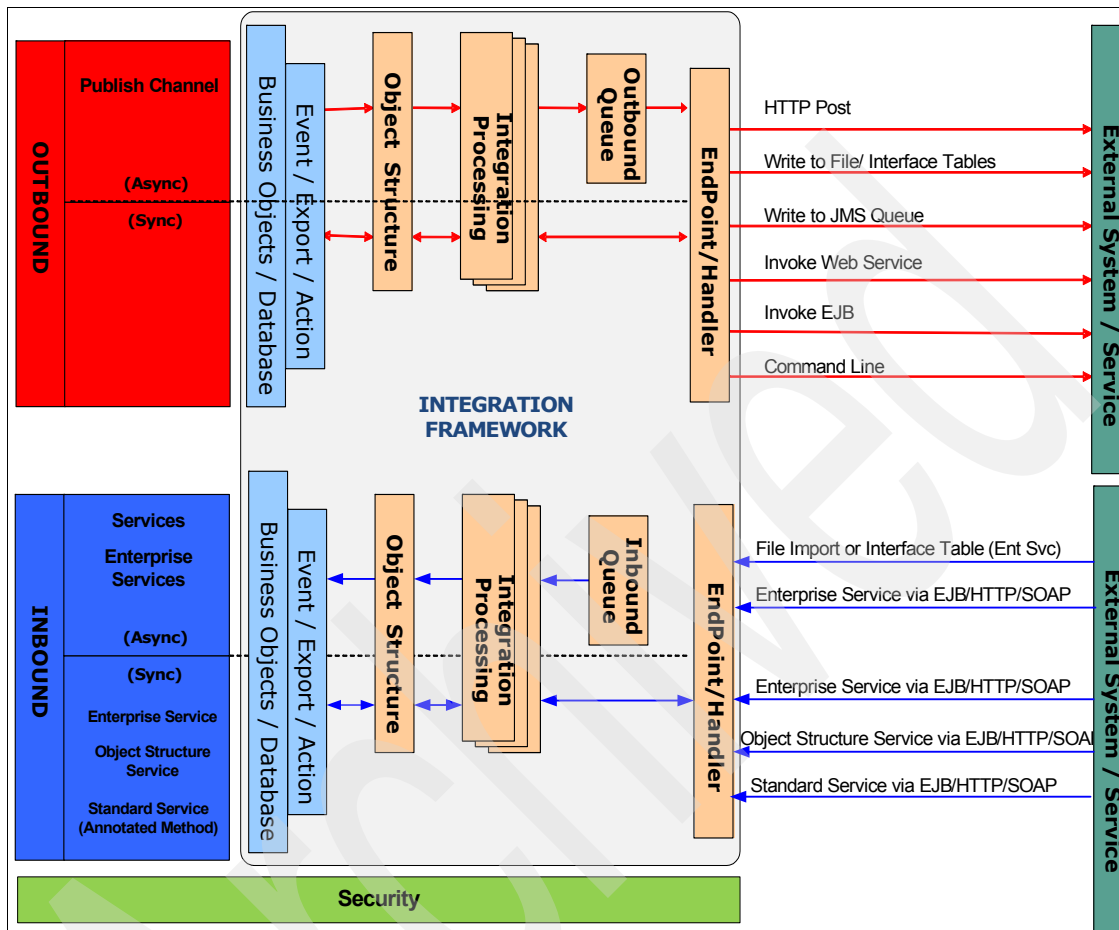 OUTBOUND
Publish Channel
(Async)
(Sync)
Business Objects / Database
Event / Export / Action
Object Structure
Integration
Processing
Outbound
Queue
EndPoint/Handler
HTTP Post
Write to File/ Interface Tables
Write to JMS Queue
Invoke Web Service
Invoke EJB
Command Line
External System / Service
INTEGRATION
FRAMEWORK
INBOUND
Services
Enterprise
Services
(Async)
(Sync)
Enterprise Service
Object Structure
Service
Standard Service
(Annotated Method)
Business Objects / Database
Event / Export / Action
Object Structure
Integration
Processing
Inbound
Queue
EndPoint/Handler
File Import or Interface Table (Ent Svc)
Enterprise Service via EJB/HTTP/SOAP
Enterprise Service via EJB/HTTP/SOAP
Object Structure Service via EJB/HTTP/SOAP
Standard Service via EJB/HTTP/SOAP
External System / Service
Security
Archived